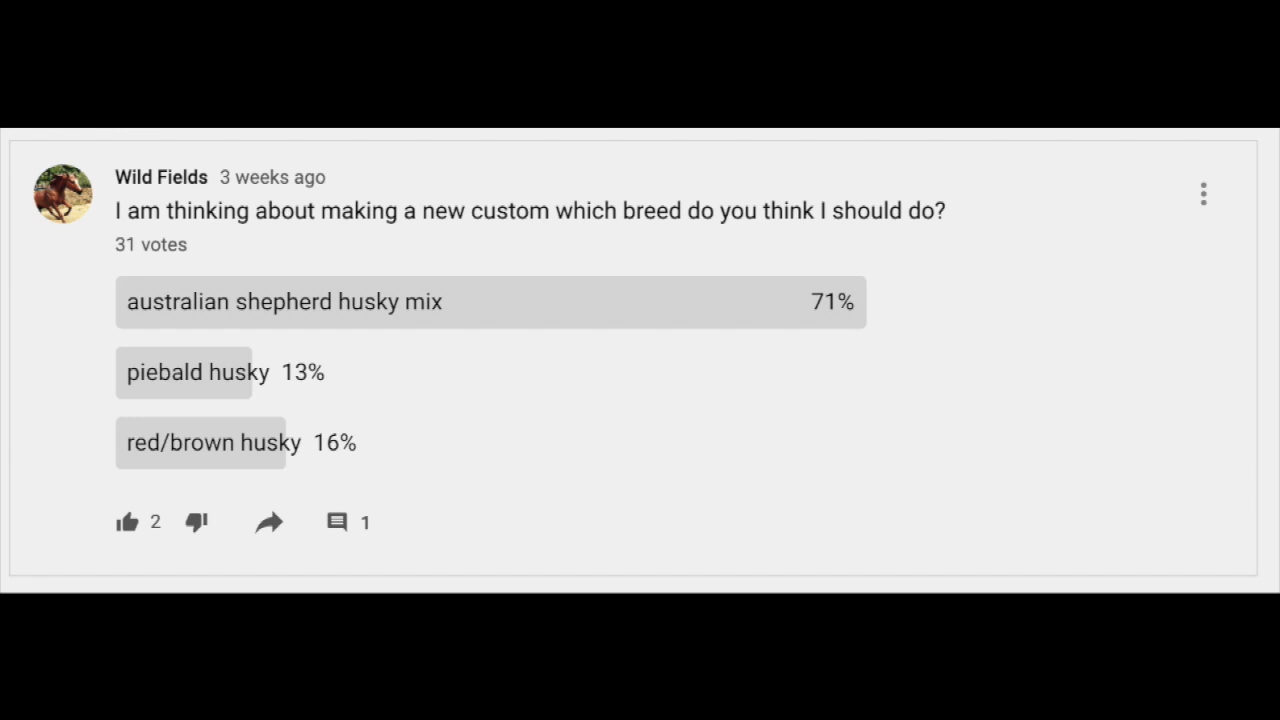 Wild Fields 3 weeks ago
I am thinking about making a new custom which breed do you think I should do?
31 votes
australian shepherd husky mix 71%
piebald husky 13%
red/brown husky 16%
2 1